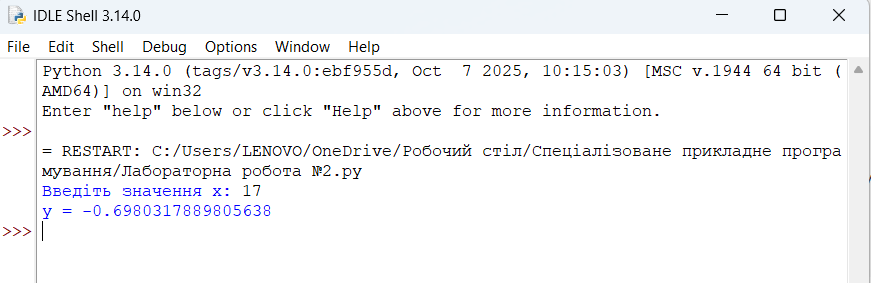 IDLE Shell 3.14.0
File Edit Shell Debug Options Window Help
Python 3.14.0 (tags/v3.14.0:ebf955d, Oct  7 2025, 10:15:03) [MSC v.1944 64 bit (
AMD64)] on win32
Enter "help" below or click "Help" above for more information.
>>>
= RESTART: C:/Users/LENOVO/OneDrive/Робочий стіл/Спеціалізоване прикладне програ
мування/Лабораторна робота №2.py
Введіть значення x: 17
y = -0.6980317889805638
>>>